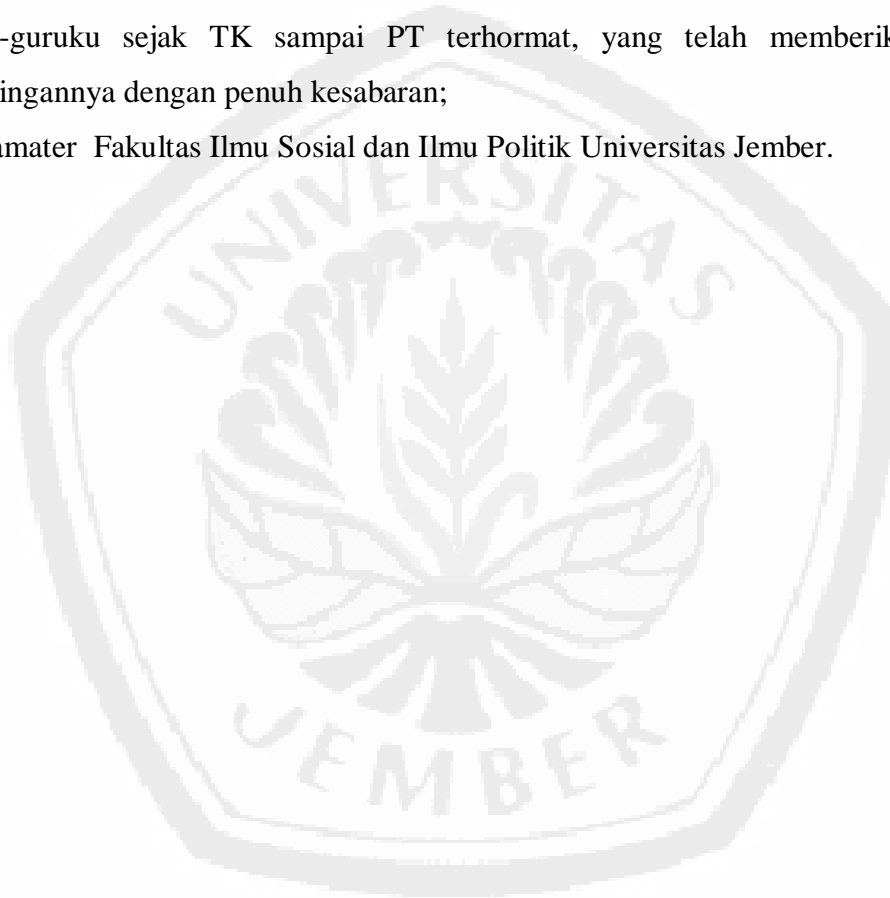 -guruku sejak TK sampai PT terhormat, yang telah memberik
ingannya dengan penuh kesabaran;
amater Fakultas Ilmu Sosial dan Ilmu Politik Universitas Jember.
UNIVERSITAS
JEMBER